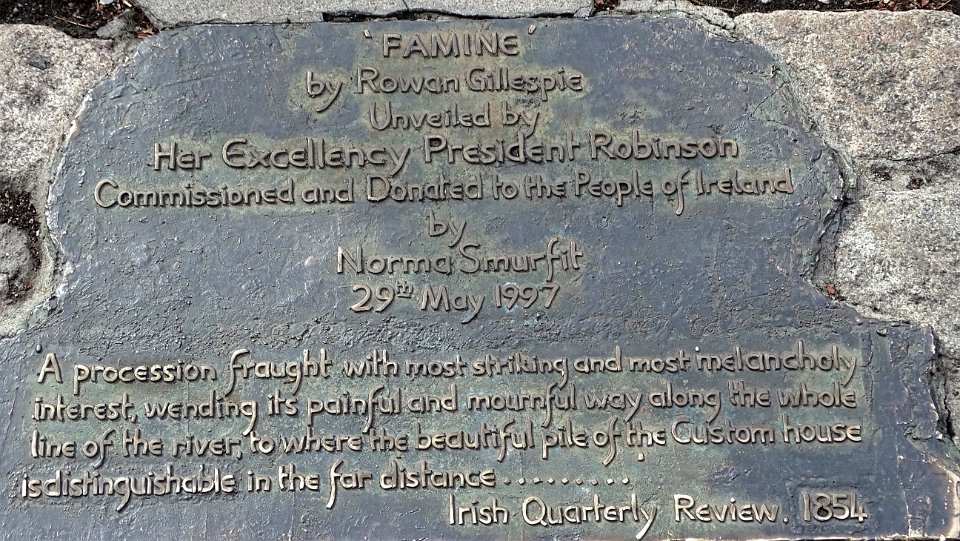 'FAMINE'
by Rowan Gillespie
Unveiled by
Her Excellency President Robinson
Commissioned and Donated to the People of Ireland
by
Norma Smurfit
29th May 1997
'A procession fraught with most striking and most melancholy
interest, wending its painful and mournful way along the whole
line of the river, to where the beautiful pile of the Custom house
is distinguishable in the far distance..........'
Irish Quarterly Review. 1854